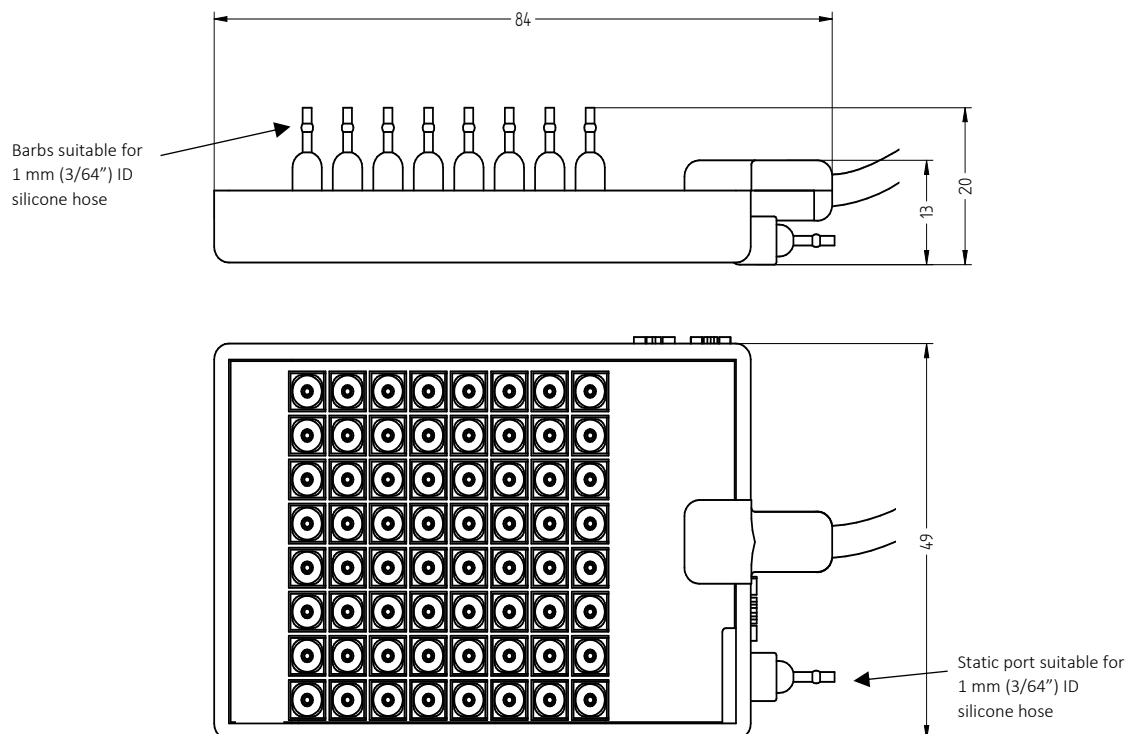 84
Barbs suitable for
1 mm (3/64”) ID
silicone hose
13
20
49
Static port suitable for
1 mm (3/64”) ID
silicone hose